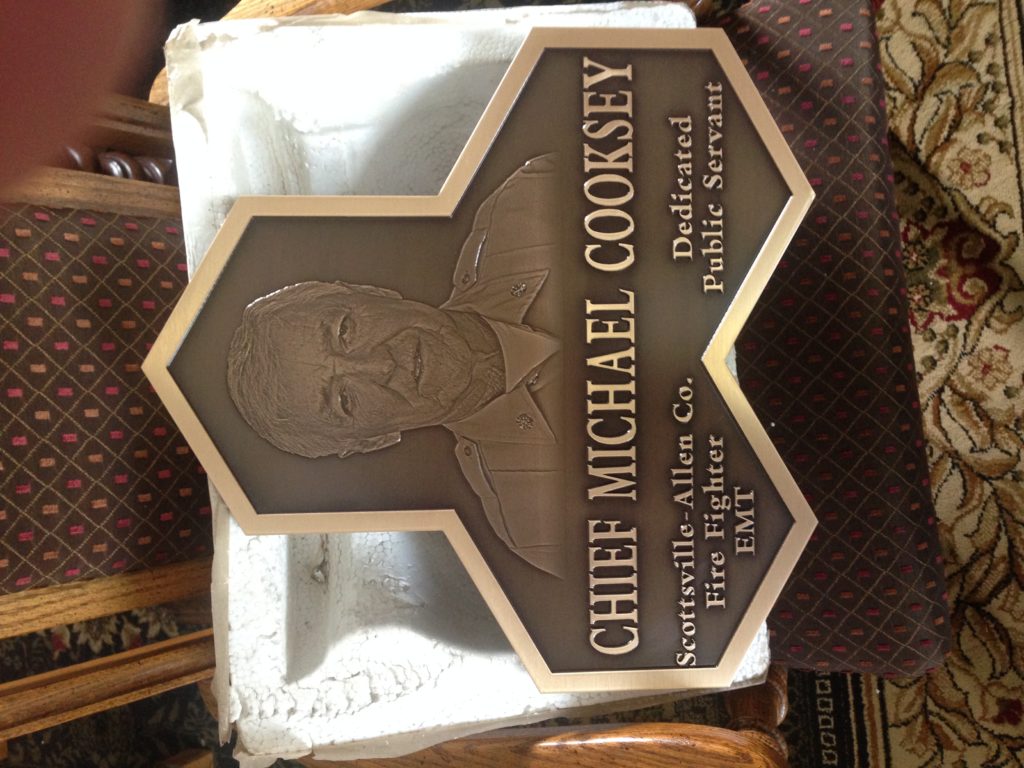 CHIEF MICHAEL COOKSEY
Scottsville-Allen Co.
Fire Fighter
EMT
Dedicated
Public Servant